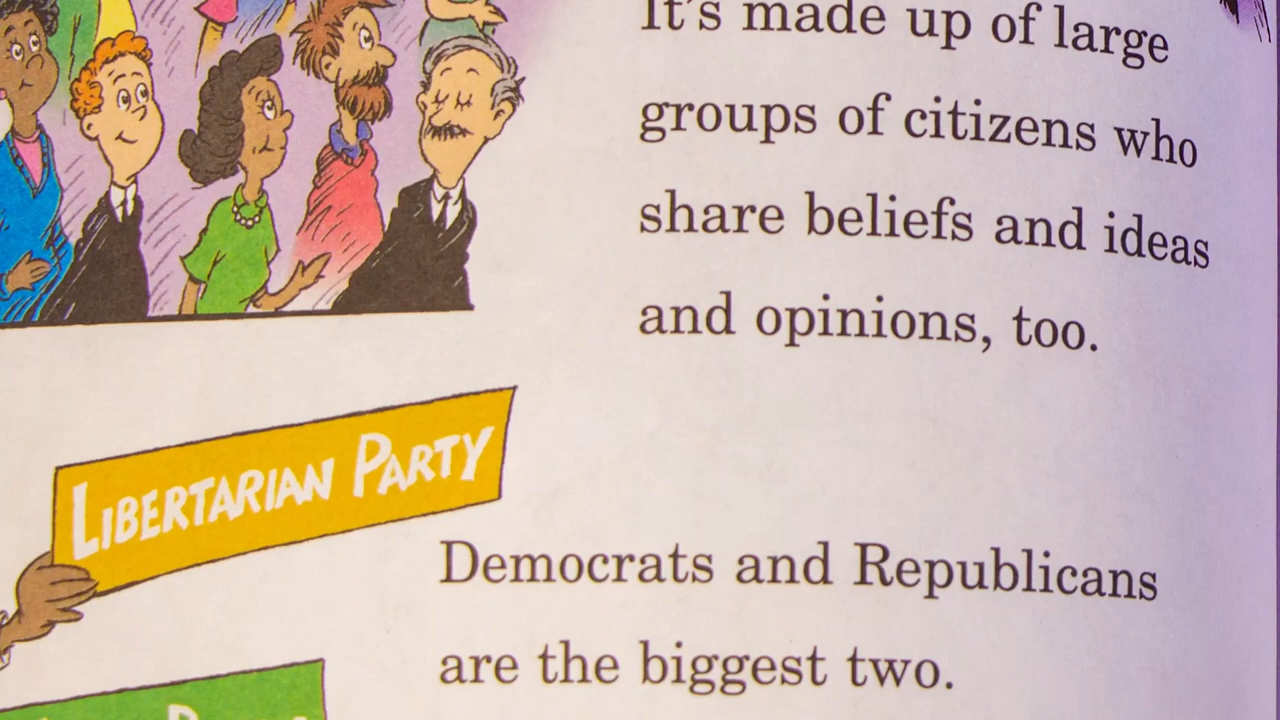 It's made up of large
groups of citizens who
share beliefs and ideas
and opinions, too.
LIBERTARIAN PARTY
Democrats and Republicans
are the biggest two.